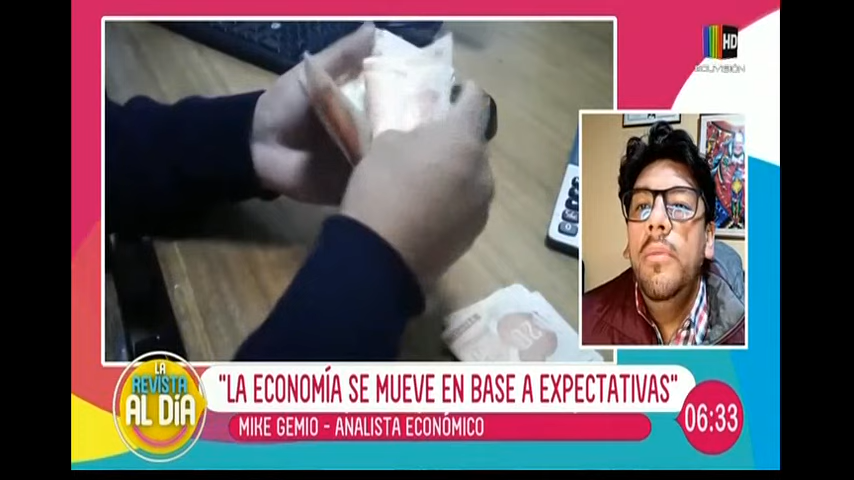 HD
BOLIVISIÓN
20
LA
REVISTA
AL DÍA
"LA ECONOMÍA SE MUEVE EN BASE A EXPECTATIVAS"
MIKE GEMIO - ANALISTA ECONÓMICO
06:33